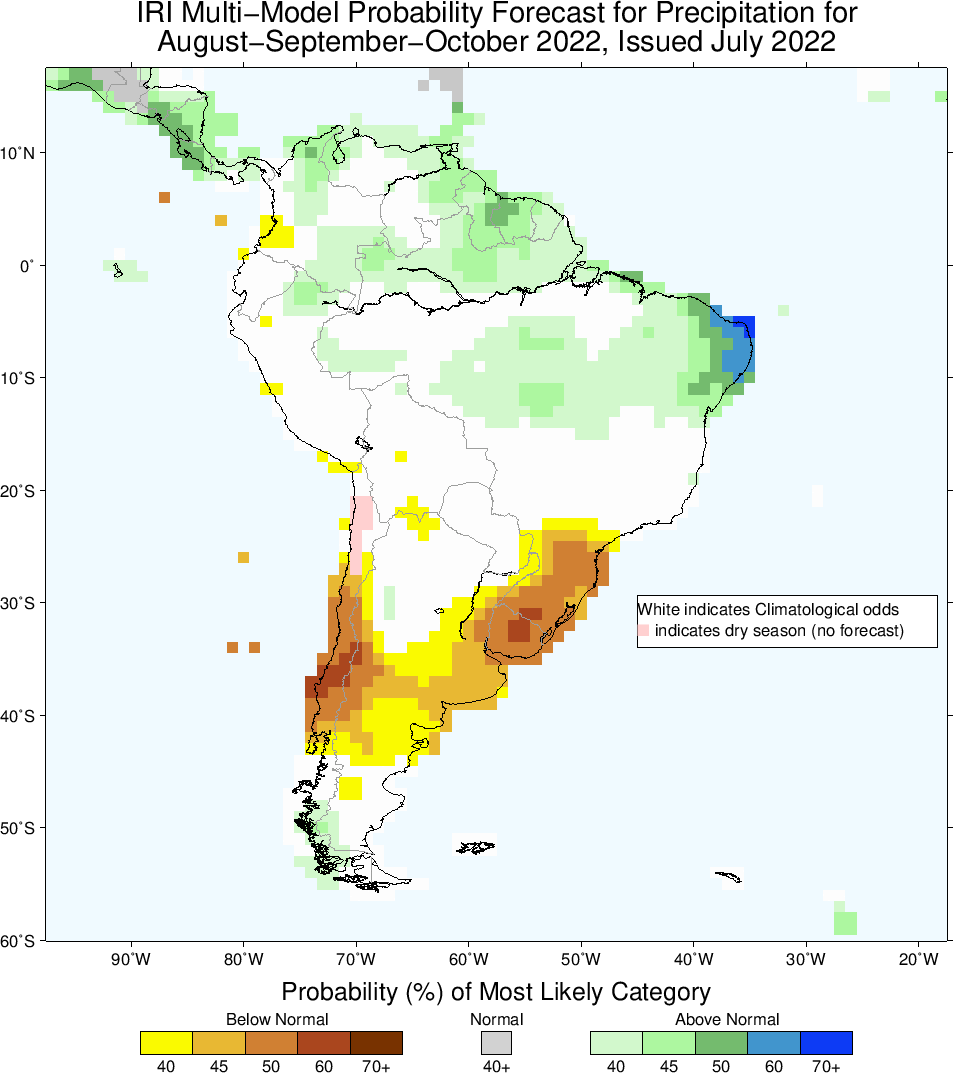 IRI Multi−Model Probability Forecast for Precipitation for
August−September−October 2022, Issued July 2022
10˚N
0˚
10˚S
20˚S
30˚S
40˚S
50˚S
60˚S
White indicates Climatological odds
indicates dry season (no forecast)
90˚W 80˚W 70˚W 60˚W 50˚W 40˚W 30˚W 20˚W
Probability (%) of Most Likely Category
Below Normal Normal Above Normal
40 45 50 60 70+ 40+ 40 45 50 60 70+